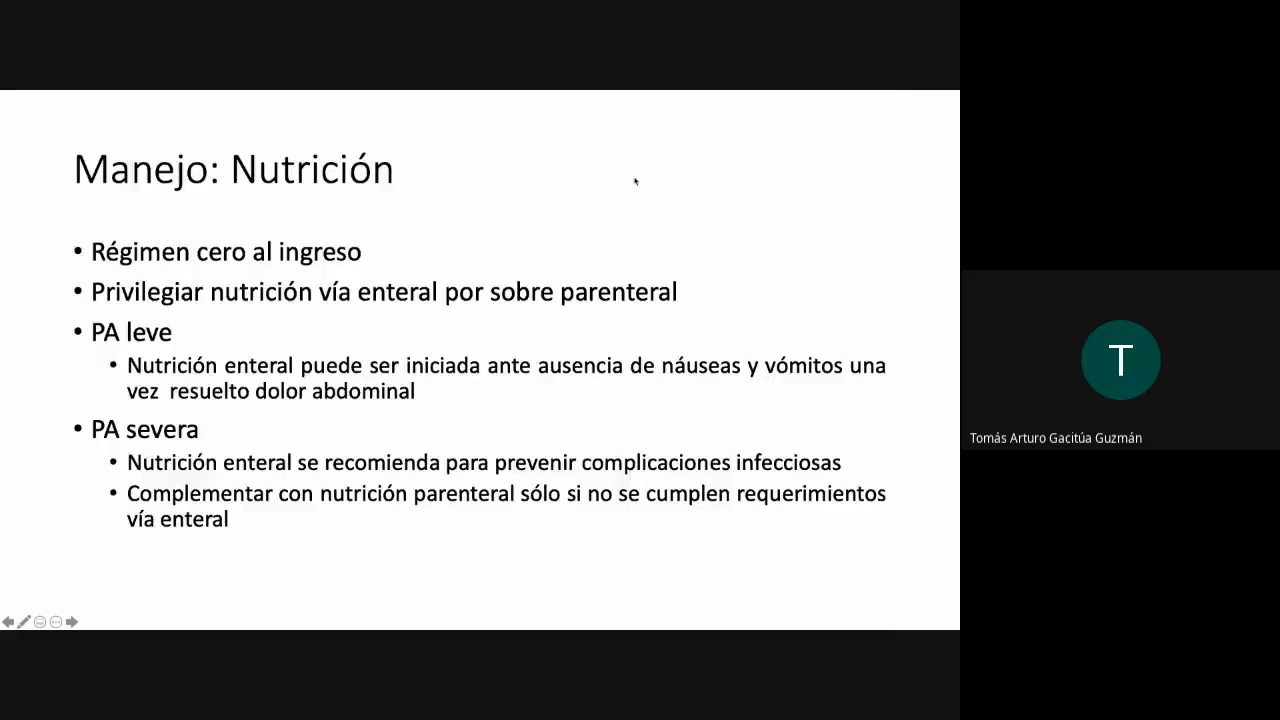 Manejo: Nutrición
• Régimen cero al ingreso
• Privilegiar nutrición vía enteral por sobre parenteral
• PA leve
• Nutrición enteral puede ser iniciada ante ausencia de náuseas y vómitos una
vez resuelto dolor abdominal
• PA severa
• Nutrición enteral se recomienda para prevenir complicaciones infecciosas
• Complementar con nutrición parenteral sólo si no se cumplen requerimientos
vía enteral
T
Tomás Arturo Gacitúa Guzmán